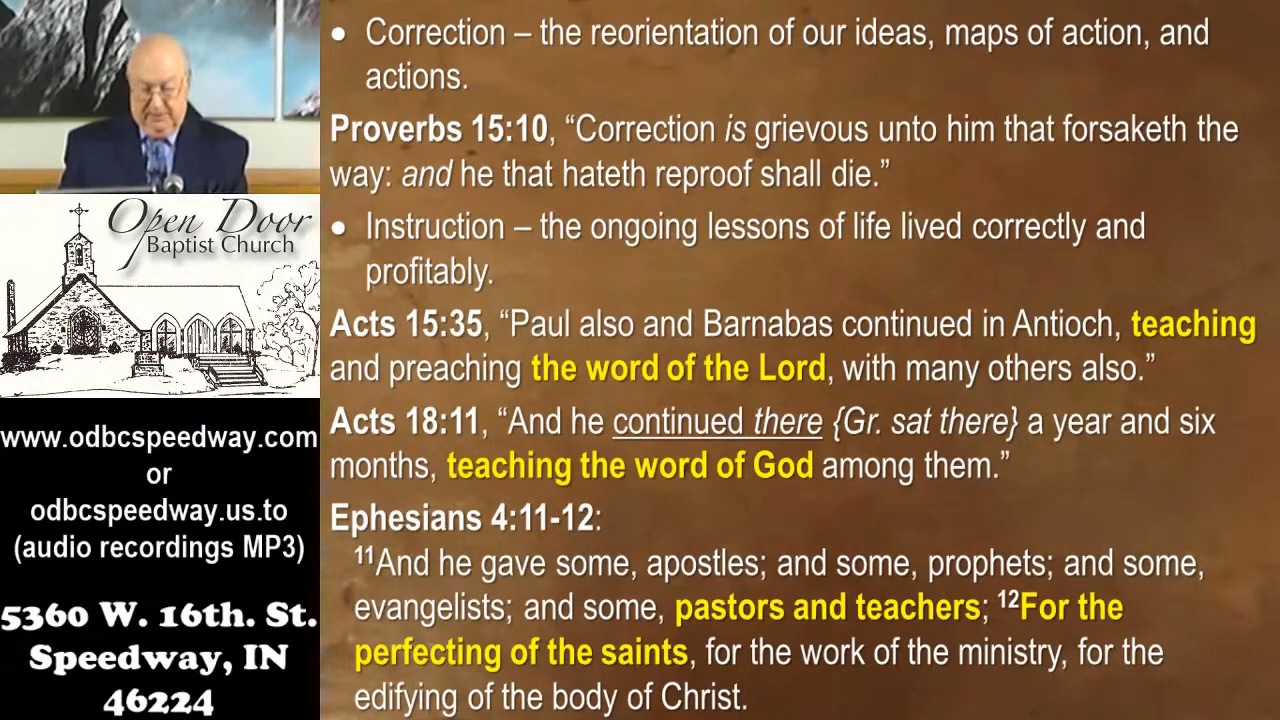 • Correction – the reorientation of our ideas, maps of action, and
actions.
Proverbs 15:10, “Correction is grievous unto him that forsaketh the
way: and he that hateth reproof shall die.”
• Instruction – the ongoing lessons of life lived correctly and
profitably.
Acts 15:35, “Paul also and Barnabas continued in Antioch, teaching
and preaching the word of the Lord, with many others also.”
Acts 18:11, “And he continued there {Gr. sat there} a year and six
months, teaching the word of God among them.”
Ephesians 4:11-12:
¹¹And he gave some, apostles; and some, prophets; and some,
evangelists; and some, pastors and teachers; ¹²For the
perfecting of the saints, for the work of the ministry, for the
edifying of the body of Christ.
Open Door
Baptist Church
www.odbcspeedway.com
or
odbcspeedway.us.to
(audio recordings MP3)
5360 W. 16th. St.
Speedway, IN
46224